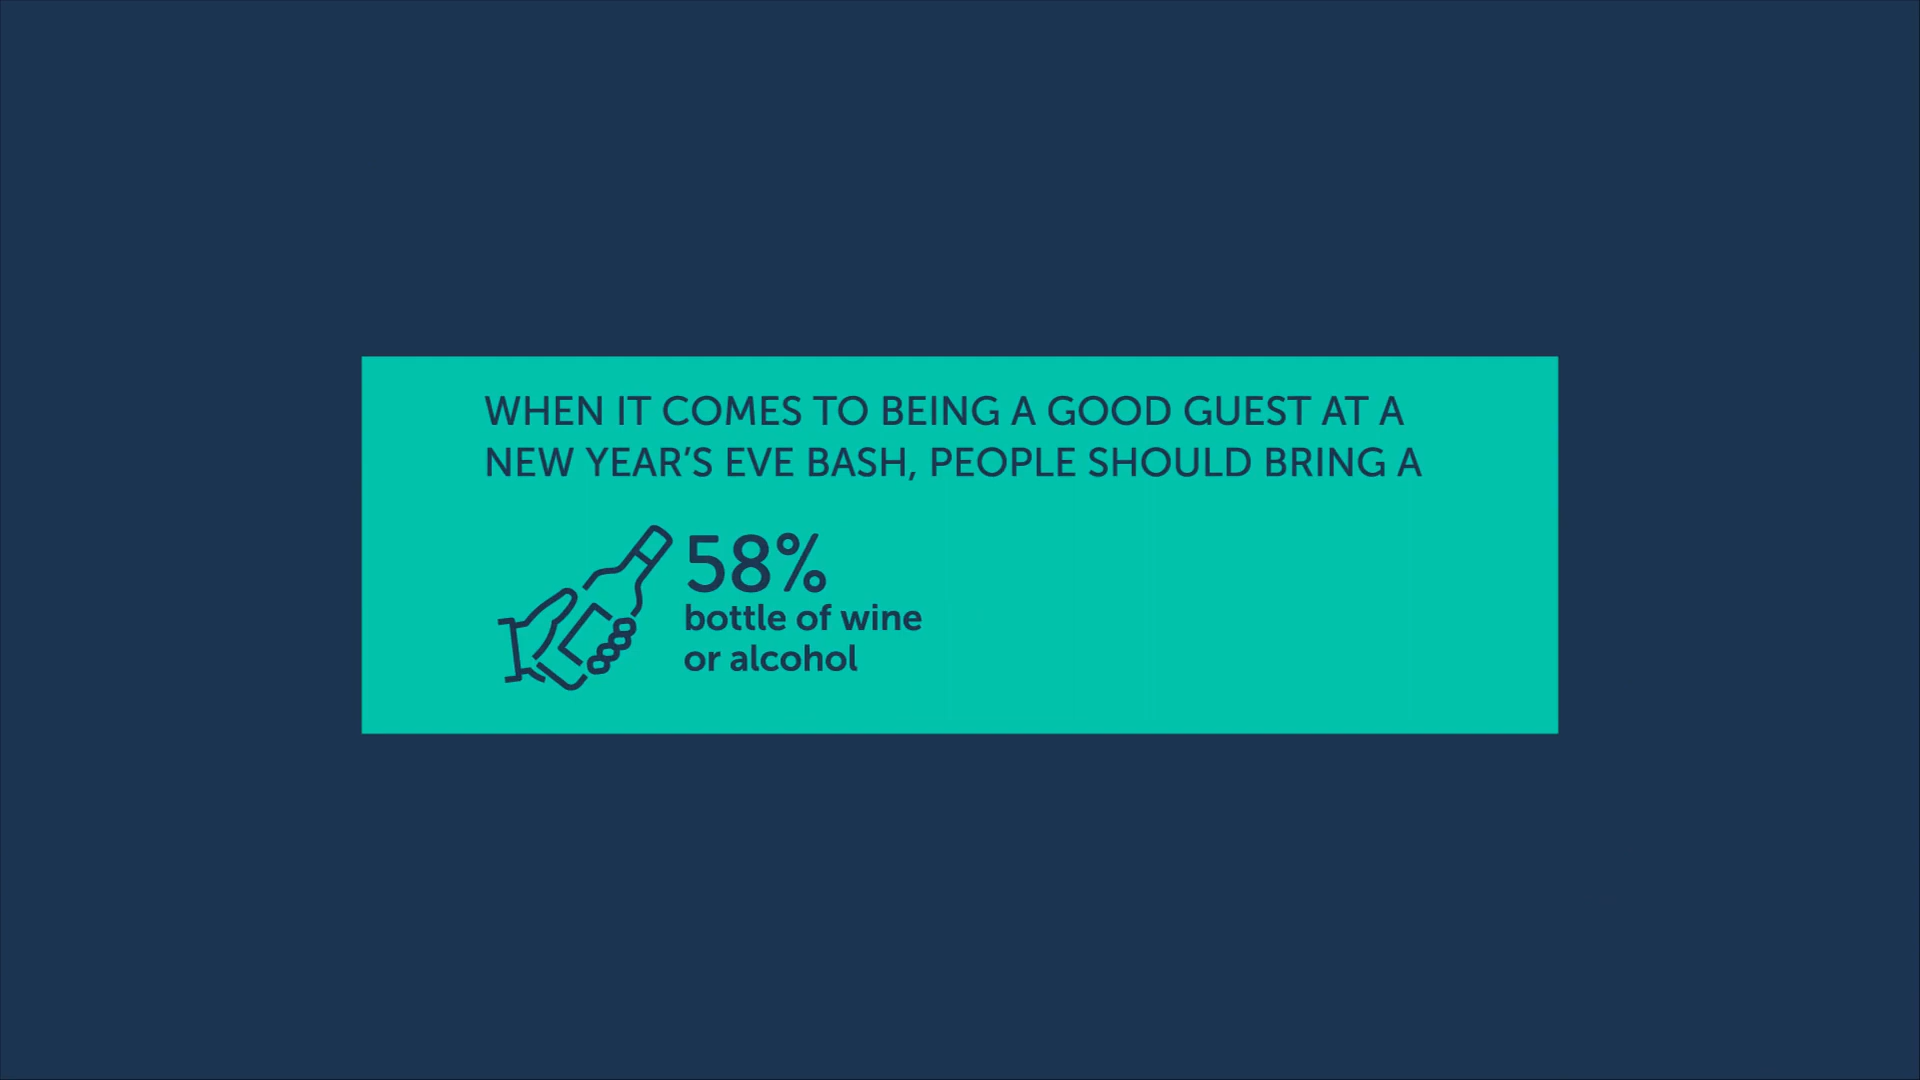 WHEN IT COMES TO BEING A GOOD GUEST AT A
NEW YEAR’S EVE BASH, PEOPLE SHOULD BRING A
58%
bottle of wine
or alcohol